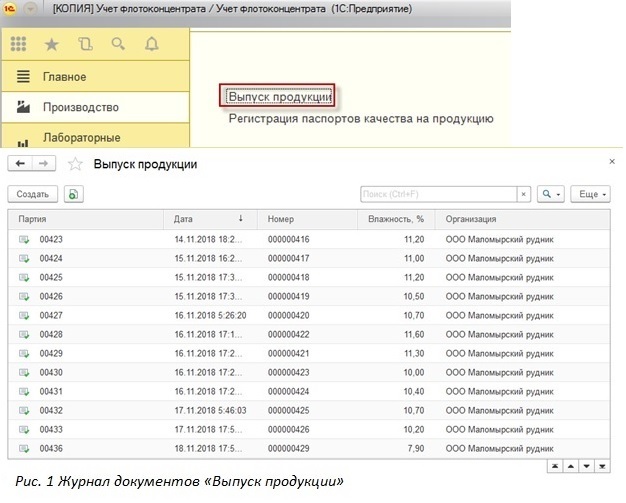 1С
[КОПИЯ] Учет флотоконцентрата / Учет флотоконцентрата (1С:Предприятие)
Главное
Производство
Лабораторные
Выпуск продукции
Регистрация паспортов качества на продукцию
Выпуск продукции
Создать
Поиск (Ctrl+F)
Еще
Партия Дата Номер Влажность, % Организация
00423 14.11.2018 18:2... 000000416 11,20 ООО Маломырский рудник
00424 15.11.2018 16:2... 000000417 11,00 ООО Маломырский рудник
00425 15.11.2018 17:3... 000000418 11,20 ООО Маломырский рудник
00426 15.11.2018 17:3... 000000419 10,50 ООО Маломырский рудник
00427 16.11.2018 5:26:20 000000420 10,70 ООО Маломырский рудник
00428 16.11.2018 17:1... 000000422 11,60 ООО Маломырский рудник
00429 16.11.2018 17:2... 000000421 11,30 ООО Маломырский рудник
00430 16.11.2018 17:2... 000000423 10,00 ООО Маломырский рудник
00431 16.11.2018 17:2... 000000424 10,40 ООО Маломырский рудник
00432 17.11.2018 5:46:03 000000425 10,70 ООО Маломырский рудник
00433 17.11.2018 17:5... 000000426 10,20 ООО Маломырский рудник
00436 18.11.2018 17:5... 000000429 7,90 ООО Маломырский рудник
Рис. 1 Журнал документов «Выпуск продукции»